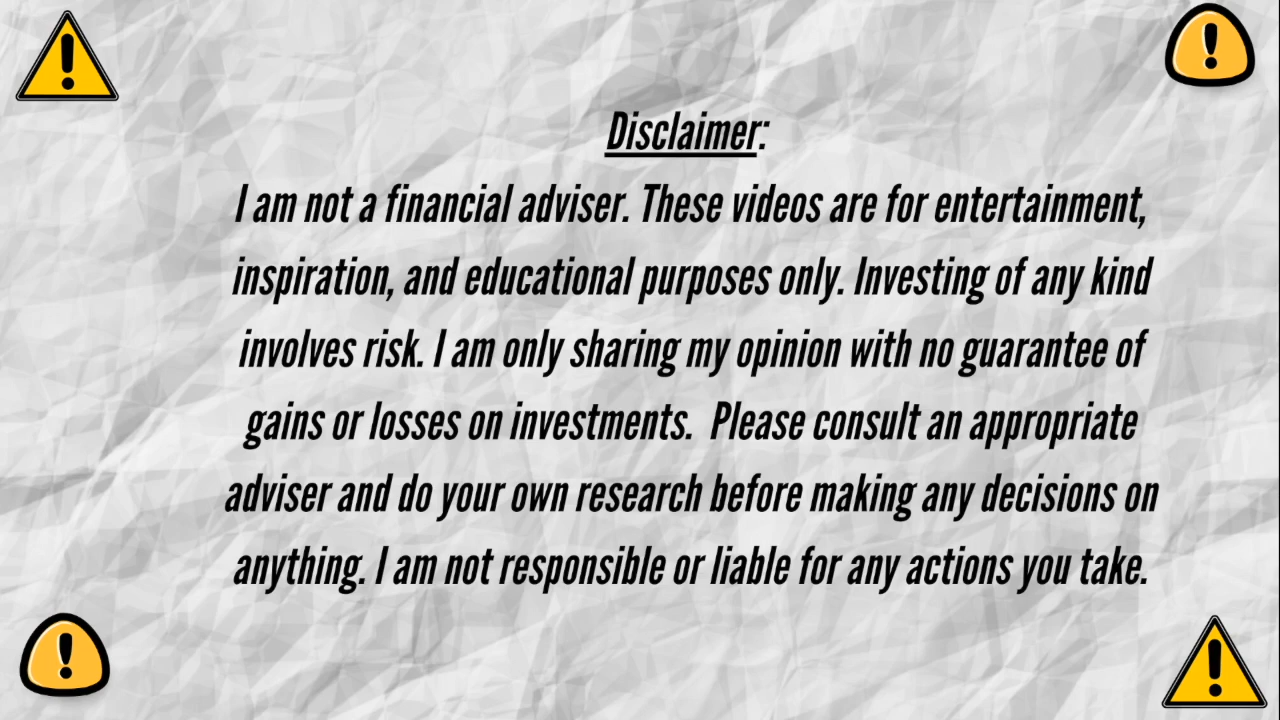 Disclaimer:
I am not a financial adviser. These videos are for entertainment,
inspiration, and educational purposes only. Investing of any kind
involves risk. I am only sharing my opinion with no guarantee of
gains or losses on investments.  Please consult an appropriate
adviser and do your own research before making any decisions on
anything. I am not responsible or liable for any actions you take.